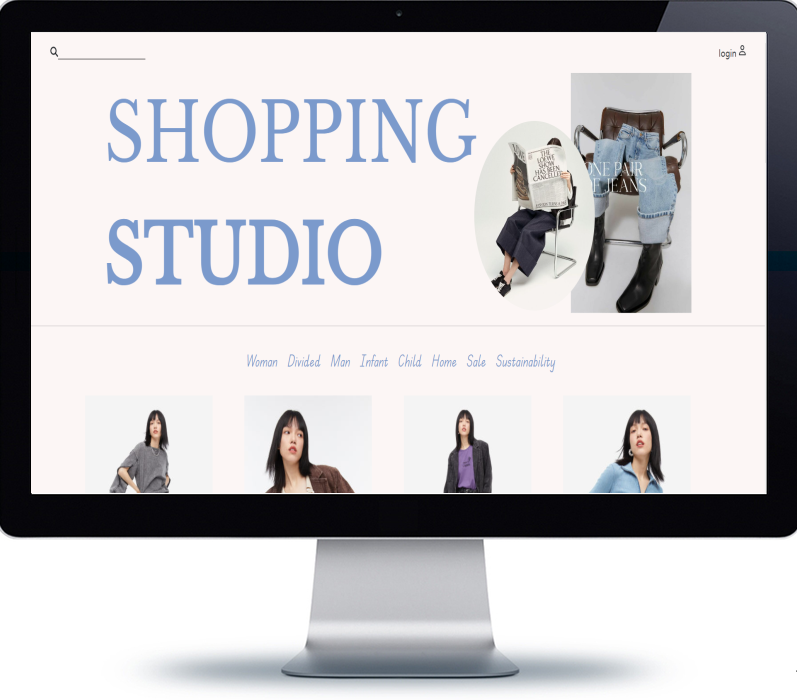 login
SHOPPING
STUDIO
THE
LOEWE
SHOW
HAS BEEN
CANCELLED
ONE PAIR
OF JEANS
Woman Divided Man Infant Child Home Sale Sustainability